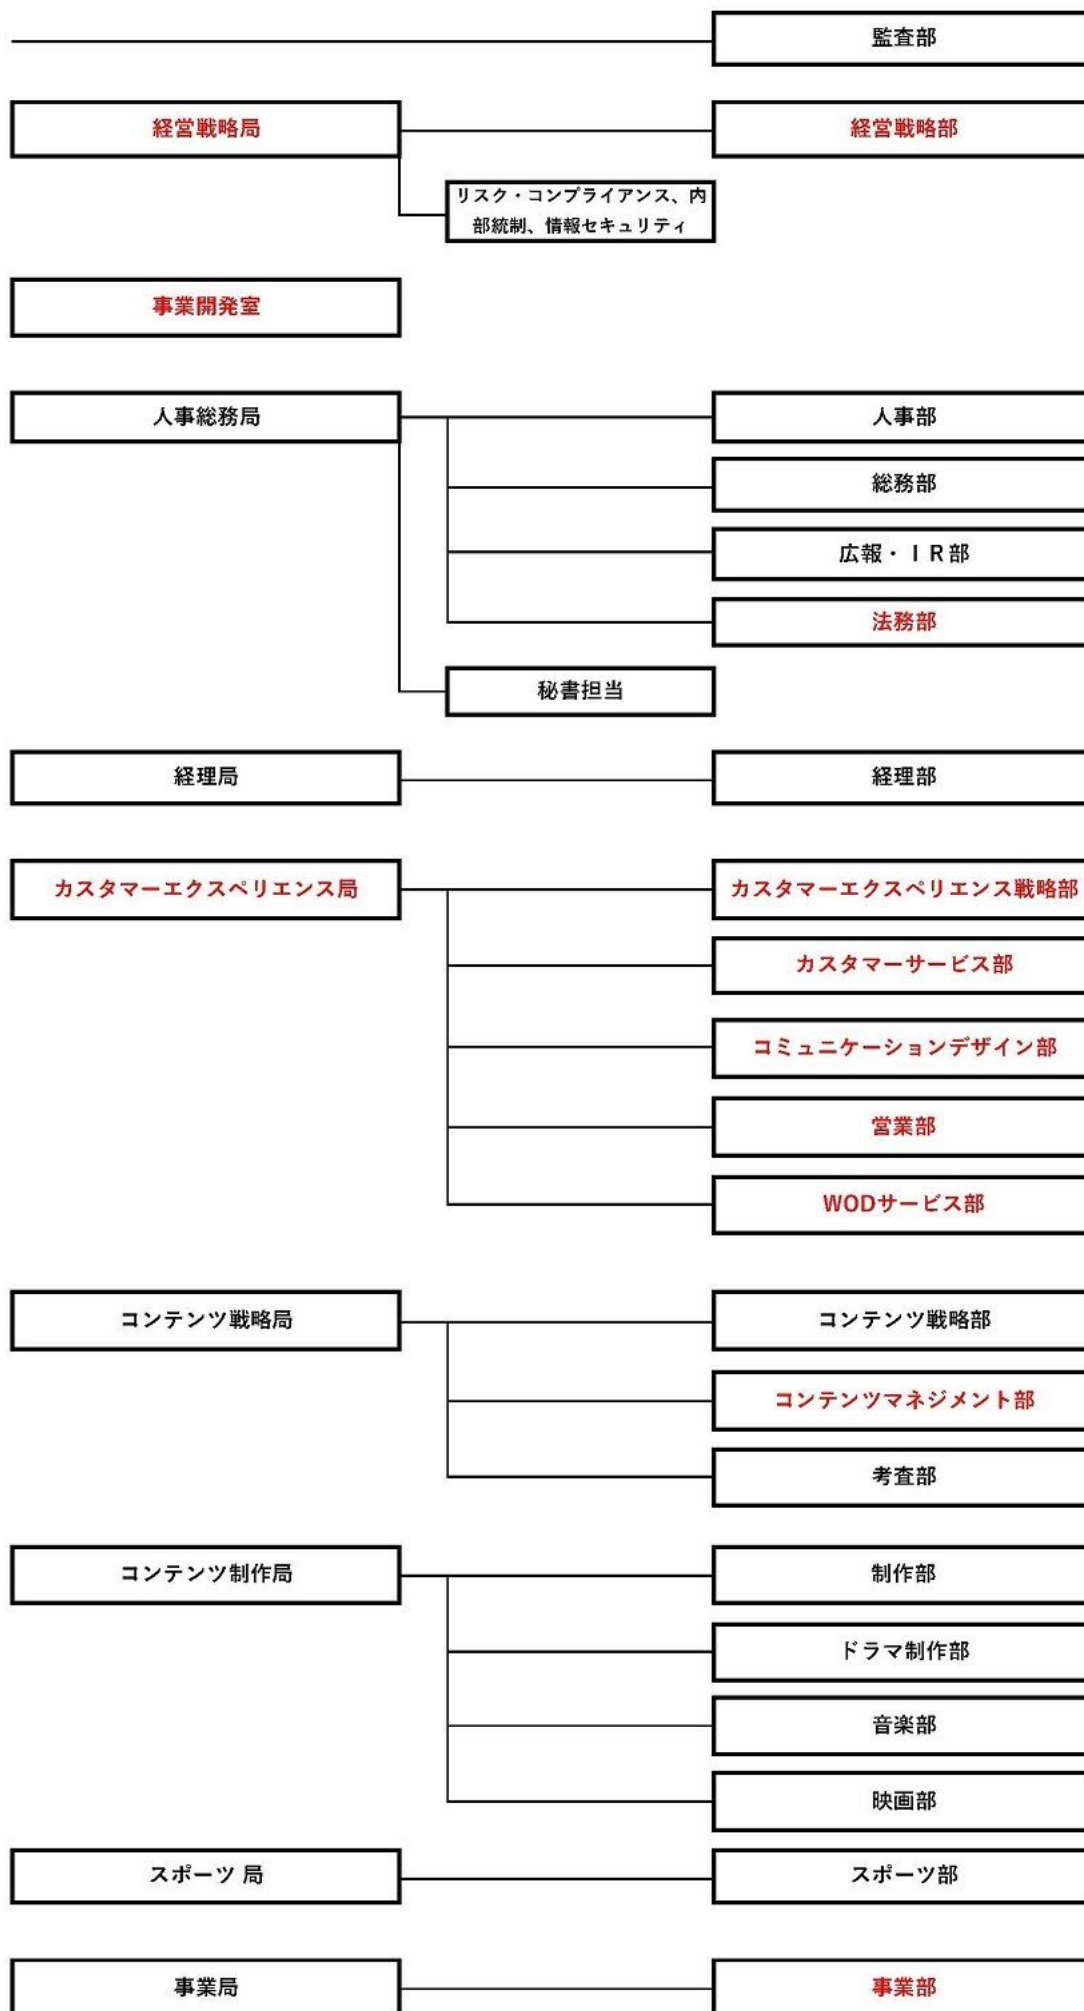 監査部
経営戦略局
経営戦略部
リスク・コンプライアンス、内
部統制、情報セキュリティ
事業開発室
人事総務局
人事部
総務部
広報・ＩＲ部
法務部
秘書担当
経理局
経理部
カスタマーエクスペリエンス局
カスタマーエクスペリエンス戦略部
カスタマーサービス部
コミュニケーションデザイン部
営業部
WODサービス部
コンテンツ戦略局
コンテンツ戦略部
コンテンツマネジメント部
考査部
コンテンツ制作局
制作部
ドラマ制作部
音楽部
映画部
スポーツ 局
スポーツ部
事業局
事業部